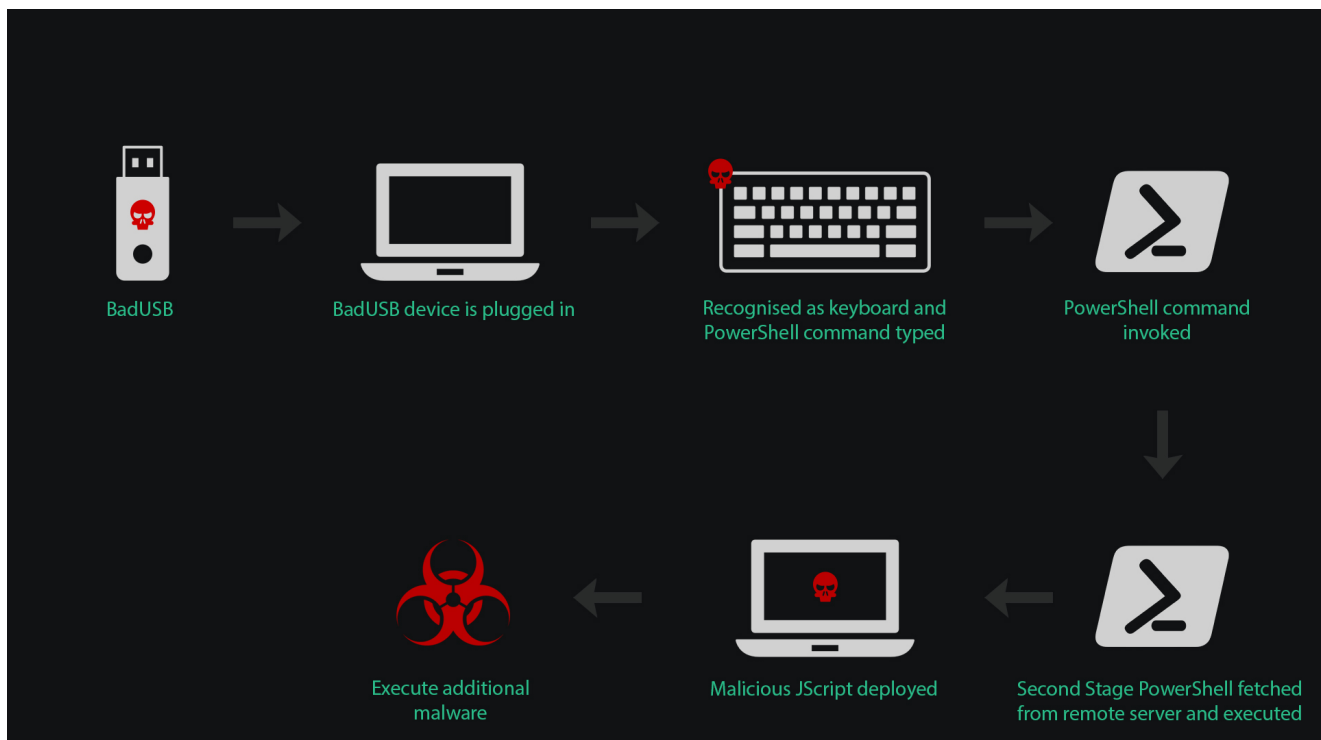 BadUSB
BadUSB device is plugged in
Recognised as keyboard and
PowerShell command typed
PowerShell command
invoked
Second Stage PowerShell fetched
from remote server and executed
Malicious JScript deployed
Execute additional
malware